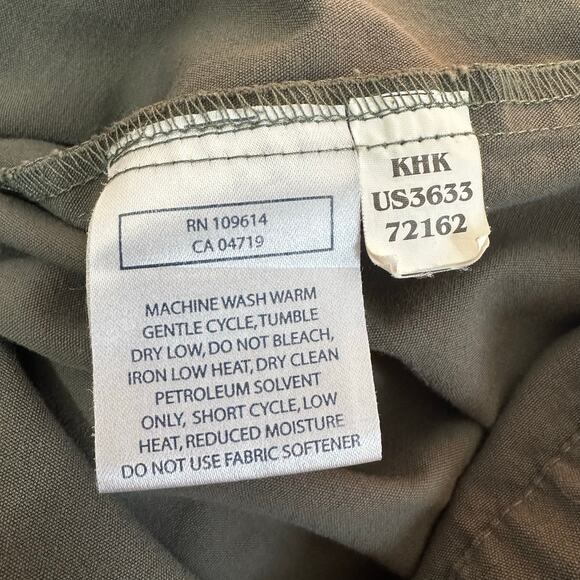 RN 109614
CA 04719
MACHINE WASH WARM
GENTLE CYCLE, TUMBLE
DRY LOW, DO NOT BLEACH,
IRON LOW HEAT, DRY CLEAN
PETROLEUM SOLVENT
ONLY, SHORT CYCLE, LOW
HEAT, REDUCED MOISTURE
DO NOT USE FABRIC SOFTENER
KHK
US3633
72162